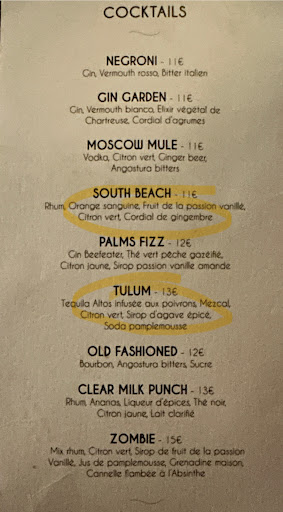 COCKTAILS
NEGRONI - 11€
Gin, Vermouth rosso, Bitter italien
GIN GARDEN - 11€
Gin, Vermouth bianco, Elixir végétal de
Chartreuse, Cordial d'agrumes
MOSCOW MULE - 11€
Vodka, Citron vert, Ginger beer,
Angostura bitters
SOUTH BEACH - 11€
Rhum, Orange sanguine, Fruit de la passion vanillé,
Citron vert, Cordial de gingembre
PALMS FIZZ - 12€
Gin Beefeater, Thé vert pêche gazéifié,
Citron jaune, Sirop passion vanille amande
TULUM - 13€
Tequila Altos infusée aux poivrons, Mezcal,
Citron vert, Sirop d'agave épicé,
Soda pamplemousse
OLD FASHIONED - 12€
Bourbon, Angostura bitters, Sucre
CLEAR MILK PUNCH - 13€
Rhum, Ananas, Liqueur d'épices, Thé noir,
Citron jaune, Lait clarifié
ZOMBIE - 15€
Mix rhum, Citron vert, Sirop de fruit de la passion
Vanillé, Jus de pamplemousse, Grenadine maison,
Cannelle flambée à l'Absinthe